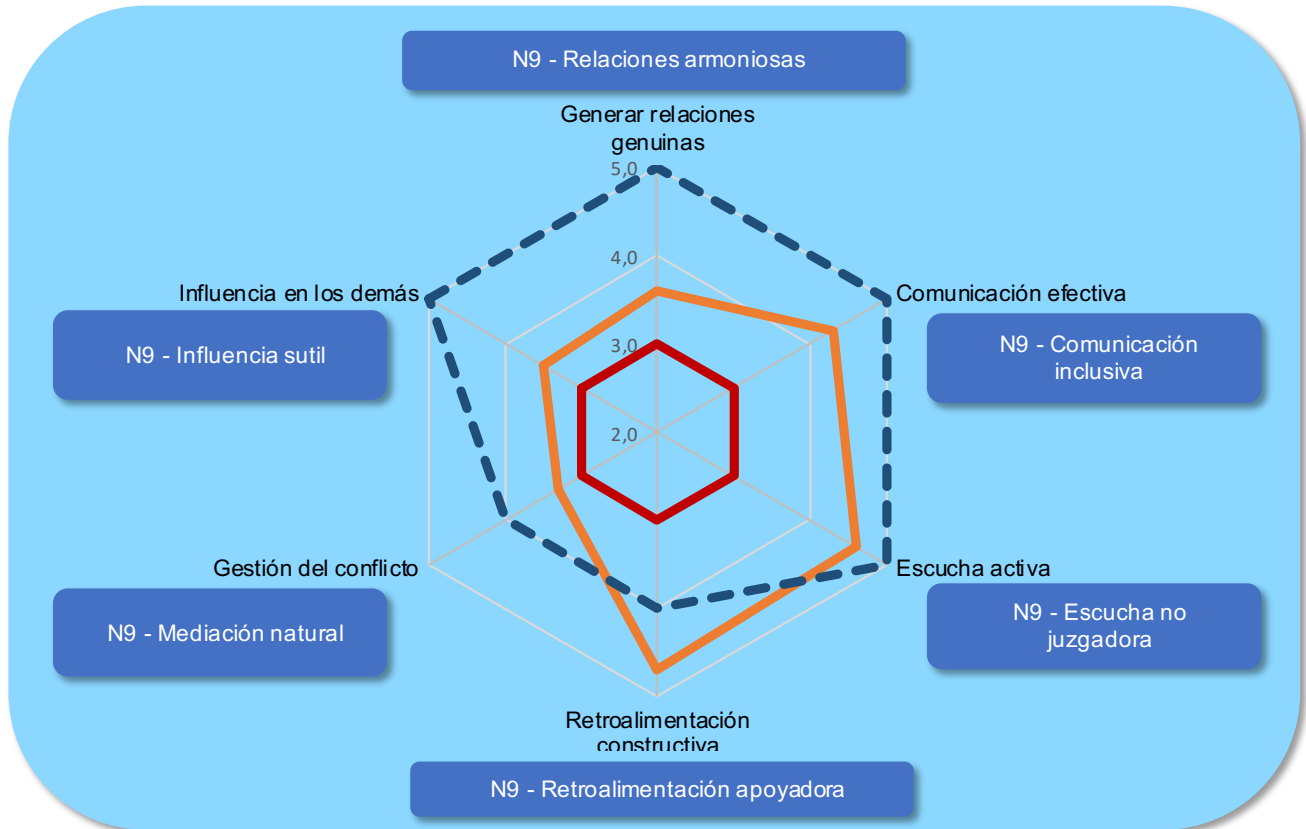 N9 - Relaciones armoniosas
Generar relaciones
genuinas
5,0
4,0
3,0
2,0
Influencia en los demás
N9 - Influencia sutil
Comunicación efectiva
N9 - Comunicación
inclusiva
Gestión del conflicto
N9 - Mediación natural
Escucha activa
N9 - Escucha no
juzgadora
Retroalimentación
constructiva
N9 - Retroalimentación apoyadora